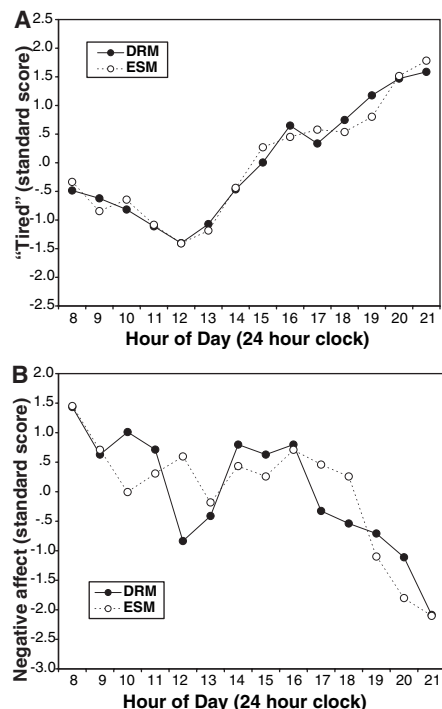 A
DRM
ESM
2.5
2.0
1.5
1.0
.5
.0
-.5
-1.0
-1.5
-2.0
-2.5
“Tired” (standard score)
8 9 10 11 12 13 14 15 16 17 18 19 20 21
Hour of Day (24 hour clock)
B
2.0
1.5
1.0
.5
.0
-.5
-1.0
-1.5
-2.0
-2.5
-3.0
Negative affect (standard score)
DRM
ESM
8 9 10 11 12 13 14 15 16 17 18 19 20 21
Hour of Day (24 hour clock)